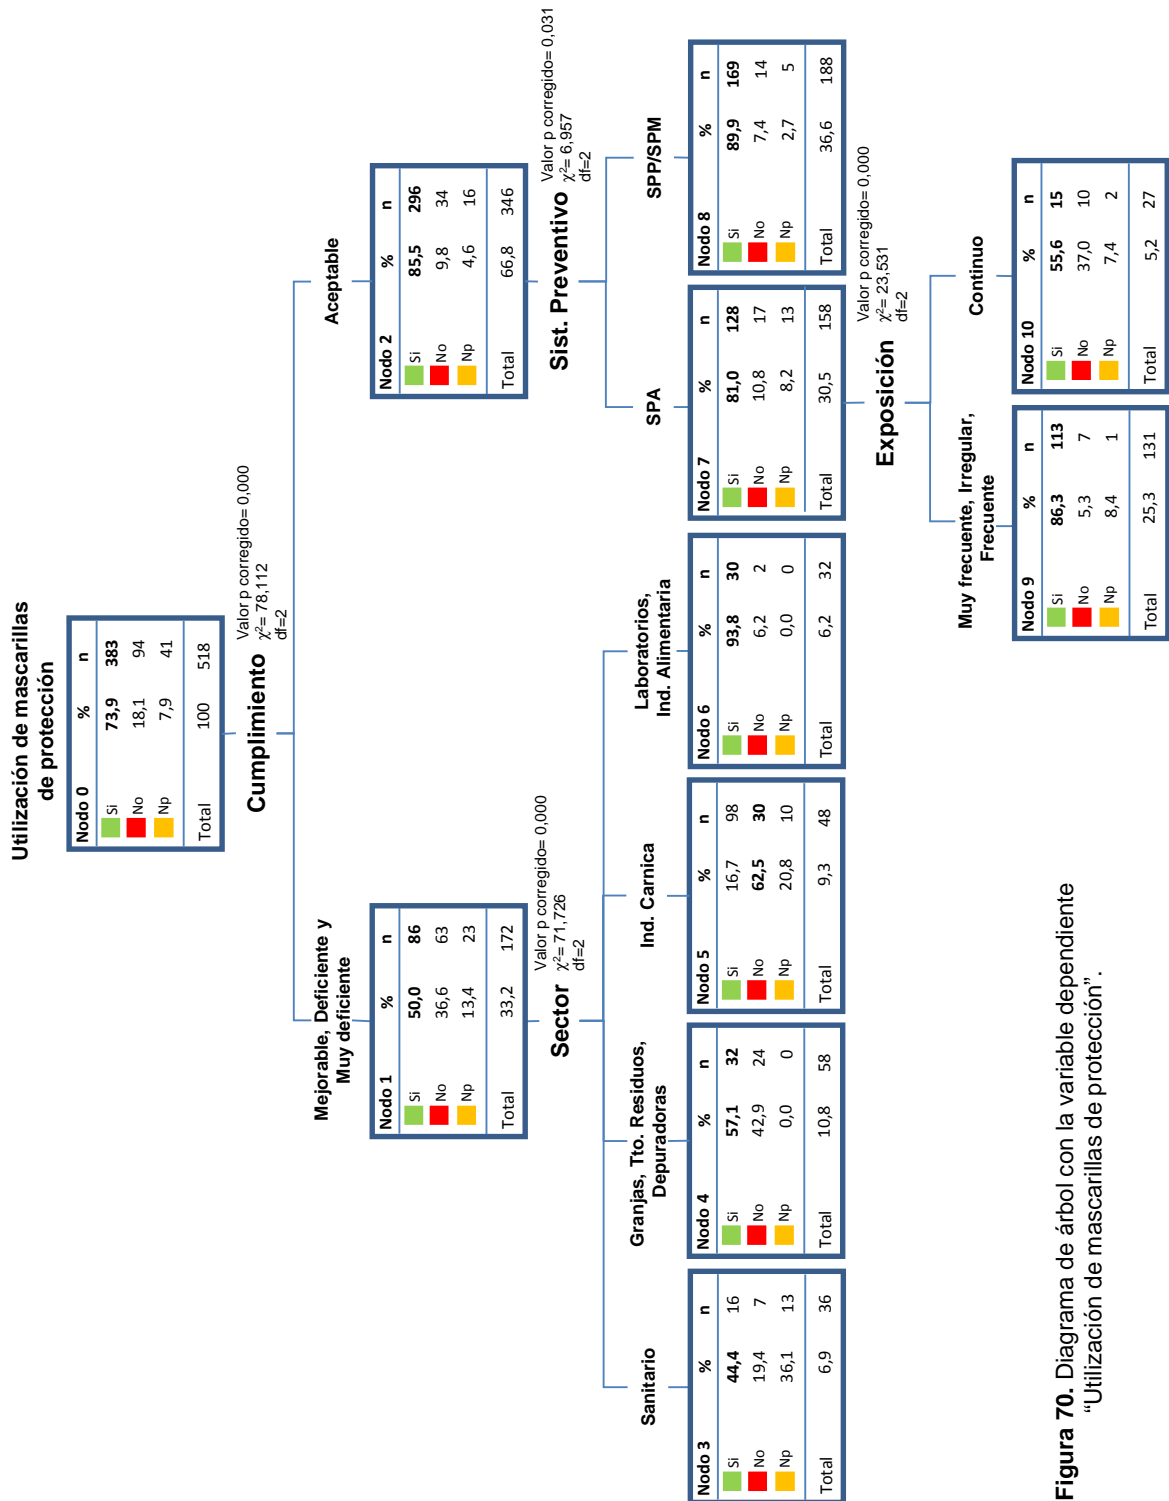 Utilización de mascarillas
de protección
Nodo 0 % n
Si 73,9 383
No 18,1 94
Np 7,9 41
Total 100 518
Cumplimiento
Valor p corregido= 0,000
χ²= 78,112
df=2
Mejorable, Deficiente y
Muy deficiente
Nodo 1 % n
Si 50,0 86
No 36,6 63
Np 13,4 23
Total 33,2 172
Aceptable
Nodo 2 % n
Si 85,5 296
No 9,8 34
Np 4,6 16
Total 66,8 346
Sector
Valor p corregido= 0,000
χ²= 71,726
df=2
Sist. Preventivo
Valor p corregido= 0,031
χ²= 6,957
df=2
Sanitario
Nodo 3 % n
Si 44,4 16
No 19,4 7
Np 36,1 13
Total 6,9 36
Granjas, Tto. Residuos,
Depuradoras
Nodo 4 % n
Si 57,1 32
No 42,9 24
Np 0,0 0
Total 10,8 58
Ind. Carnica
Nodo 5 % n
Si 16,7 98
No 62,5 30
Np 20,8 10
Total 9,3 48
Laboratorios,
Ind. Alimentaria
Nodo 6 % n
Si 93,8 30
No 6,2 2
Np 0,0 0
Total 6,2 32
SPA
Nodo 7 % n
Si 81,0 128
No 10,8 17
Np 8,2 13
Total 30,5 158
SPP/SPM
Nodo 8 % n
Si 89,9 169
No 7,4 14
Np 2,7 5
Total 36,6 188
Exposición
Valor p corregido= 0,000
χ²= 23,531
df=2
Muy frecuente, Irregular,
Frecuente
Nodo 9 % n
Si 86,3 113
No 5,3 7
Np 8,4 1
Total 25,3 131
Continuo
Nodo 10 % n
Si 55,6 15
No 37,0 10
Np 7,4 2
Total 5,2 27
Figura 70. Diagrama de árbol con la variable dependiente
“Utilización de mascarillas de protección”.